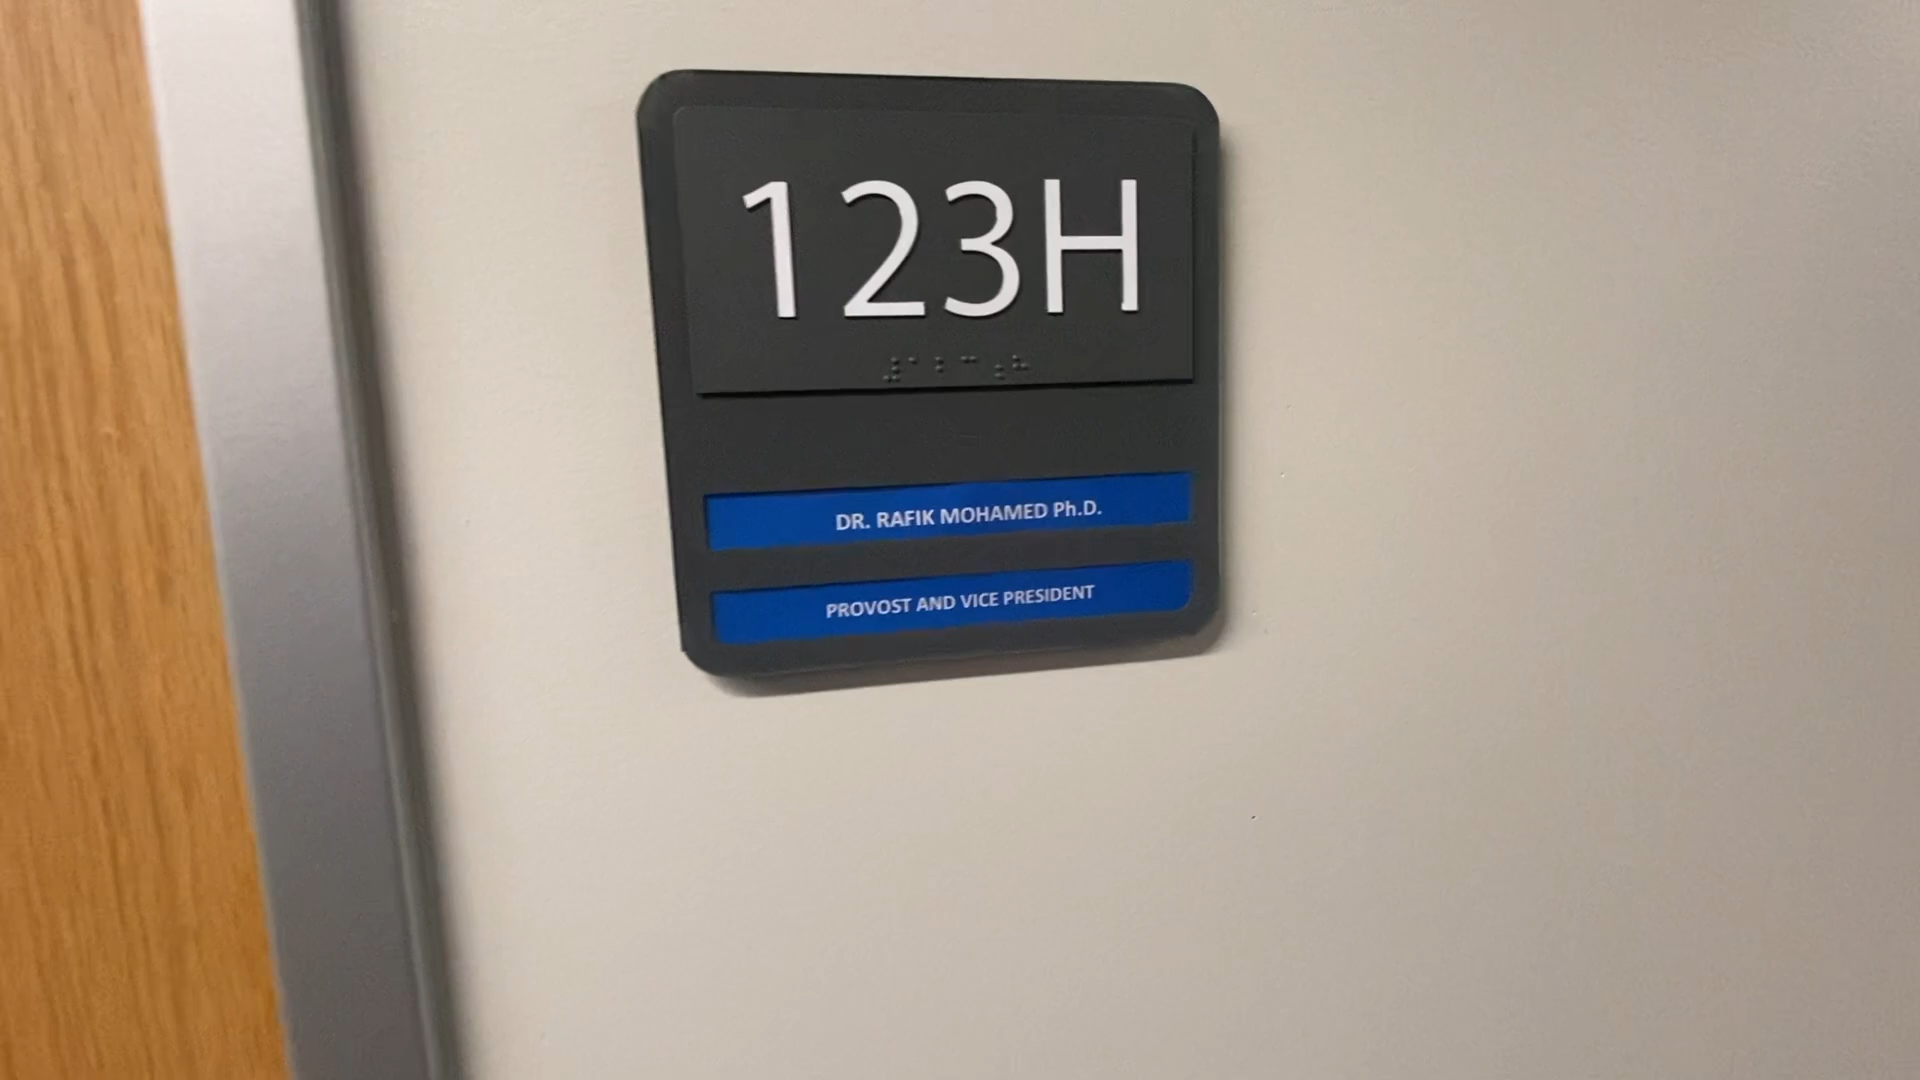 123H
DR. RAFIK MOHAMED Ph.D.
PROVOST AND VICE PRESIDENT